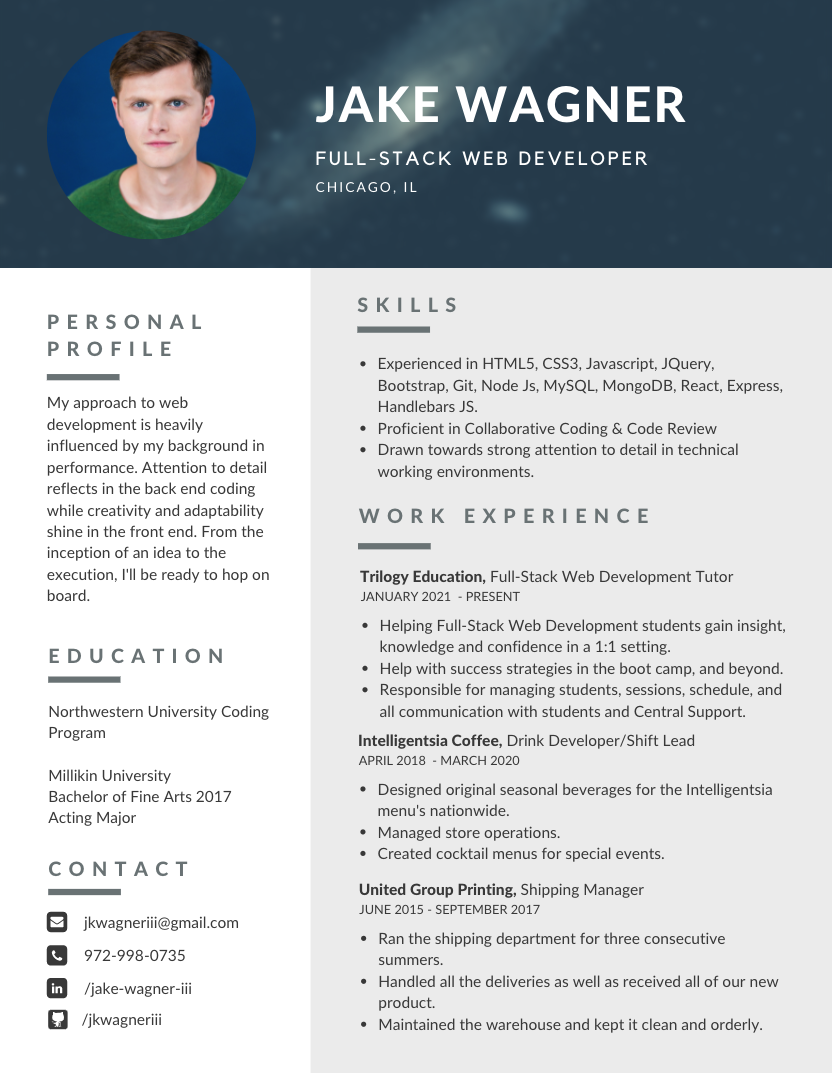 JAKE WAGNER
FULL-STACK WEB DEVELOPER
CHICAGO, IL
PERSONAL
PROFILE
My approach to web
development is heavily
influenced by my background in
performance. Attention to detail
reflects in the back end coding
while creativity and adaptability
shine in the front end. From the
inception of an idea to the
execution, I'll be ready to hop on
board.
EDUCATION
Northwestern University Coding
Program
Millikin University
Bachelor of Fine Arts 2017
Acting Major
CONTACT
jkwagneriii@gmail.com
972-998-0735
in /jake-wagner-iii
/jkwagneriii
SKILLS
• Experienced in HTML5, CSS3, Javascript, JQuery,
Bootstrap, Git, Node Js, MySQL, MongoDB, React, Express,
Handlebars JS.
• Proficient in Collaborative Coding & Code Review
• Drawn towards strong attention to detail in technical
working environments.
WORK EXPERIENCE
Trilogy Education, Full-Stack Web Development Tutor
JANUARY 2021 - PRESENT
• Helping Full-Stack Web Development students gain insight,
knowledge and confidence in a 1:1 setting.
• Help with success strategies in the boot camp, and beyond.
• Responsible for managing students, sessions, schedule, and
all communication with students and Central Support.
Intelligentsia Coffee, Drink Developer/Shift Lead
APRIL 2018 - MARCH 2020
• Designed original seasonal beverages for the Intelligentsia
menu's nationwide.
• Managed store operations.
• Created cocktail menus for special events.
United Group Printing, Shipping Manager
JUNE 2015 - SEPTEMBER 2017
• Ran the shipping department for three consecutive
summers.
• Handled all the deliveries as well as received all of our new
product.
• Maintained the warehouse and kept it clean and orderly.